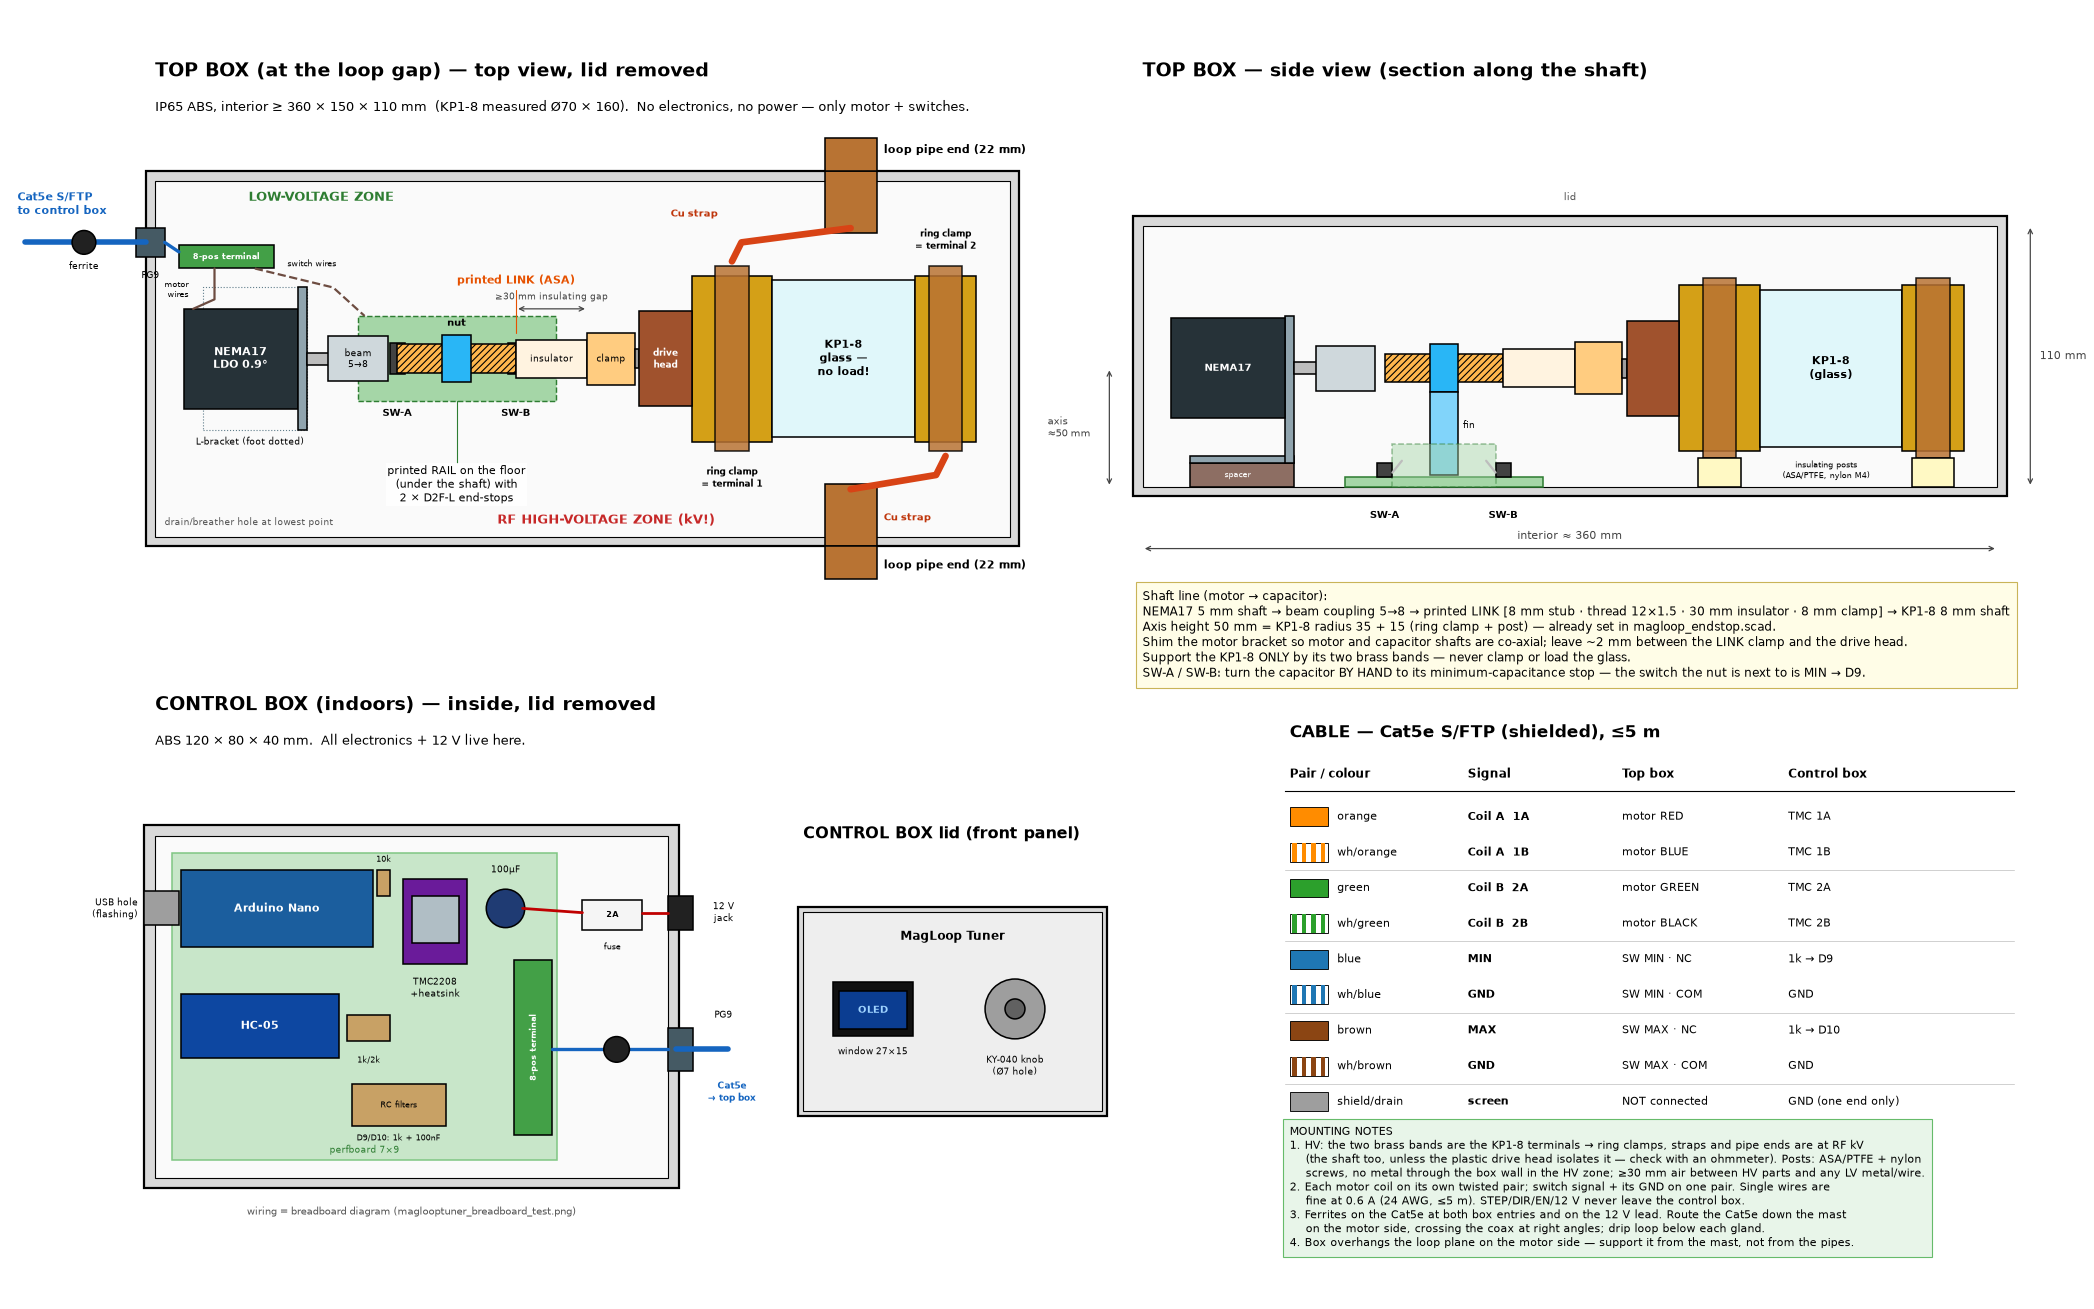 TOP BOX (at the loop gap) — top view, lid removed
IP65 ABS, interior ≥ 360 × 150 × 110 mm  (KP1-8 measured Ø70 × 160).  No electronics, no power — only motor + switches.
loop pipe end (22 mm)
Cat5e S/FTP
to control box
LOW-VOLTAGE ZONE
Cu strap
ring clamp
= terminal 2
ferrite
PG9
8-pos terminal
switch wires
motor
wires
printed LINK (ASA)
≥30 mm insulating gap
nut
NEMA17
LDO 0.9°
beam
5→8
insulator
clamp
drive
head
KP1-8
glass —
no load!
SW-A
SW-B
L-bracket (foot dotted)
printed RAIL on the floor
(under the shaft) with
2 × D2F-L end-stops
ring clamp
= terminal 1
drain/breather hole at lowest point
RF HIGH-VOLTAGE ZONE (kV!)
Cu strap
loop pipe end (22 mm)
TOP BOX — side view (section along the shaft)
lid
NEMA17
fin
KP1-8
(glass)
110 mm
axis
≈50 mm
spacer
insulating posts
(ASA/PTFE, nylon M4)
SW-A
SW-B
interior ≈ 360 mm
Shaft line (motor → capacitor):
NEMA17 5 mm shaft → beam coupling 5→8 → printed LINK [8 mm stub · thread 12×1.5 · 30 mm insulator · 8 mm clamp] → KP1-8 8 mm shaft
Axis height 50 mm = KP1-8 radius 35 + 15 (ring clamp + post) — already set in magloop_endstop.scad.
Shim the motor bracket so motor and capacitor shafts are co-axial; leave ~2 mm between the LINK clamp and the drive head.
Support the KP1-8 ONLY by its two brass bands — never clamp or load the glass.
SW-A / SW-B: turn the capacitor BY HAND to its minimum-capacitance stop — the switch the nut is next to is MIN → D9.
CONTROL BOX (indoors) — inside, lid removed
ABS 120 × 80 × 40 mm.  All electronics + 12 V live here.
USB hole
(flashing)
Arduino Nano
10k
100µF
TMC2208
+heatsink
2A
fuse
12 V
jack
HC-05
1k/2k
8-pos terminal
PG9
RC filters
D9/D10: 1k + 100nF
perfboard 7×9
Cat5e
→ top box
wiring = breadboard diagram (maglooptuner_breadboard_test.png)
CONTROL BOX lid (front panel)
MagLoop Tuner
OLED
window 27×15
KY-040 knob
(Ø7 hole)
CABLE — Cat5e S/FTP (shielded), ≤5 m
Pair / colour  Signal  Top box  Control box
orange  Coil A  1A  motor RED  TMC 1A
wh/orange  Coil A  1B  motor BLUE  TMC 1B
green  Coil B  2A  motor GREEN  TMC 2A
wh/green  Coil B  2B  motor BLACK  TMC 2B
blue  MIN  SW MIN · NC  1k → D9
wh/blue  GND  SW MIN · COM  GND
brown  MAX  SW MAX · NC  1k → D10
wh/brown  GND  SW MAX · COM  GND
shield/drain  screen  NOT connected  GND (one end only)
MOUNTING NOTES
1. HV: the two brass bands are the KP1-8 terminals → ring clamps, straps and pipe ends are at RF kV
(the shaft too, unless the plastic drive head isolates it — check with an ohmmeter). Posts: ASA/PTFE + nylon
screws, no metal through the box wall in the HV zone; ≥30 mm air between HV parts and any LV metal/wire.
2. Each motor coil on its own twisted pair; switch signal + its GND on one pair. Single wires are
fine at 0.6 A (24 AWG, ≤5 m). STEP/DIR/EN/12 V never leave the control box.
3. Ferrites on the Cat5e at both box entries and on the 12 V lead. Route the Cat5e down the mast
on the motor side, crossing the coax at right angles; drip loop below each gland.
4. Box overhangs the loop plane on the motor side — support it from the mast, not from the pipes.